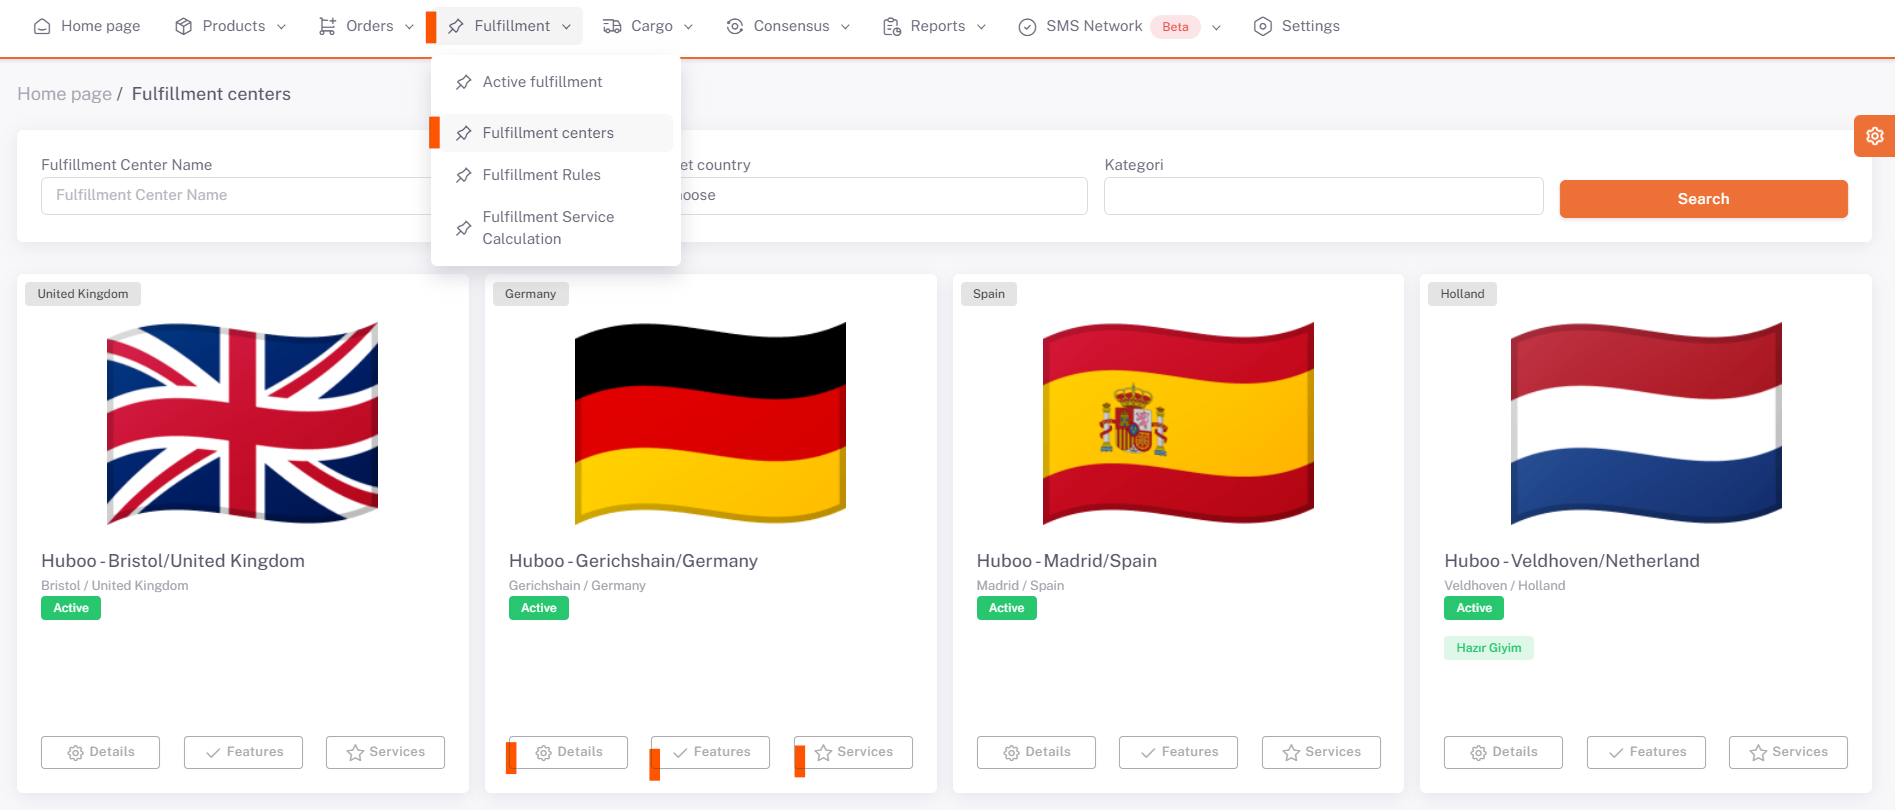 Home page Products Orders Fulfillment Cargo Consensus Reports SMS Network Beta Settings
Active fulfillment
Home page / Fulfillment centers
Fulfillment centers
Fulfillment Rules
Fulfillment Service
Calculation
Fulfillment Center Name et country Kategori
Fulfillment Center Name oose Search
United Kingdom Germany Spain Holland
Huboo - Bristol/United Kingdom Huboo - Gerichshain/Germany Huboo - Madrid/Spain Huboo - Veldhoven/Netherland
Bristol / United Kingdom Gerichshain / Germany Madrid / Spain Veldhoven / Holland
Active Active Active Active
Hazır Giyim
Details Features Services Details Features Services Details Features Services Details Features Services